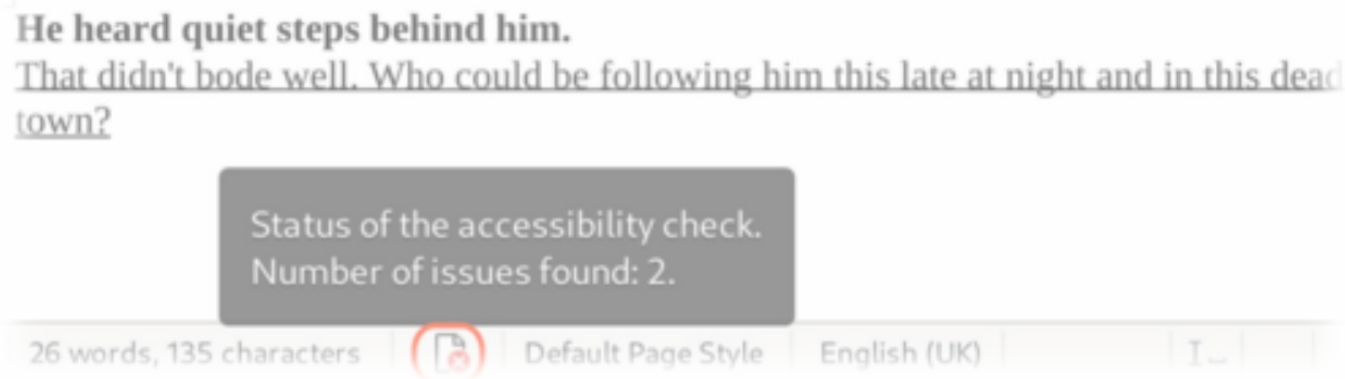 He heard quiet steps behind him.
That didn't bode well. Who could be following him this late at night and in this dead
town?
Status of the accessibility check.
Number of issues found: 2.
26 words, 135 characters
Default Page Style
English (UK)